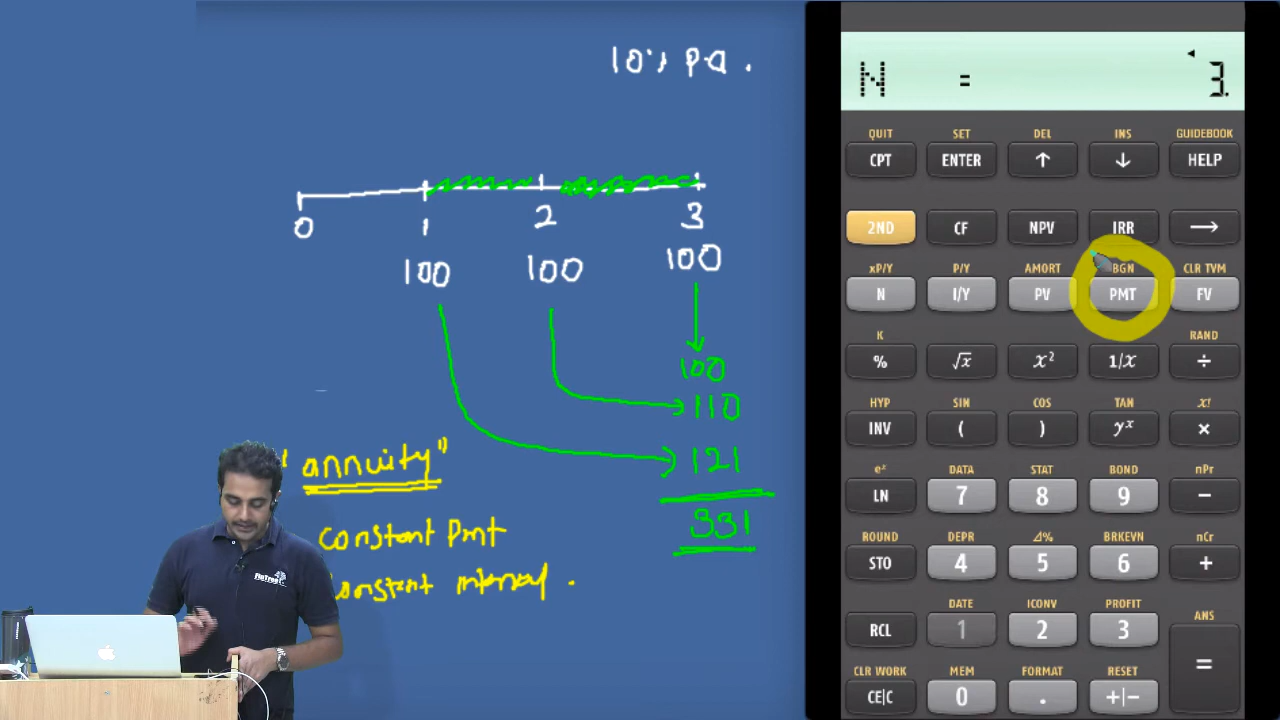 10% pa.
0 1 2 3
100 100 100
100
110
121
331
"annuity"
constant Pmt
constant interval.
FinTree
N = 3.
QUIT SET DEL INS GUIDEBOOK
CPT ENTER ↑ ↓ HELP
2ND CF NPV IRR →
xP/Y P/Y AMORT BGN CLR TVM
N I/Y PV PMT FV
K RAND
% √x x² 1/x ÷
HYP SIN COS TAN x!
INV ( ) yˣ ×
eˣ DATA STAT BOND nPr
LN 7 8 9 −
ROUND DEPR Δ% BRKEVN nCr
STO 4 5 6 +
DATE ICONV PROFIT ANS
RCL 1 2 3 =
CLR WORK MEM FORMAT RESET
CE|C 0 . +|−